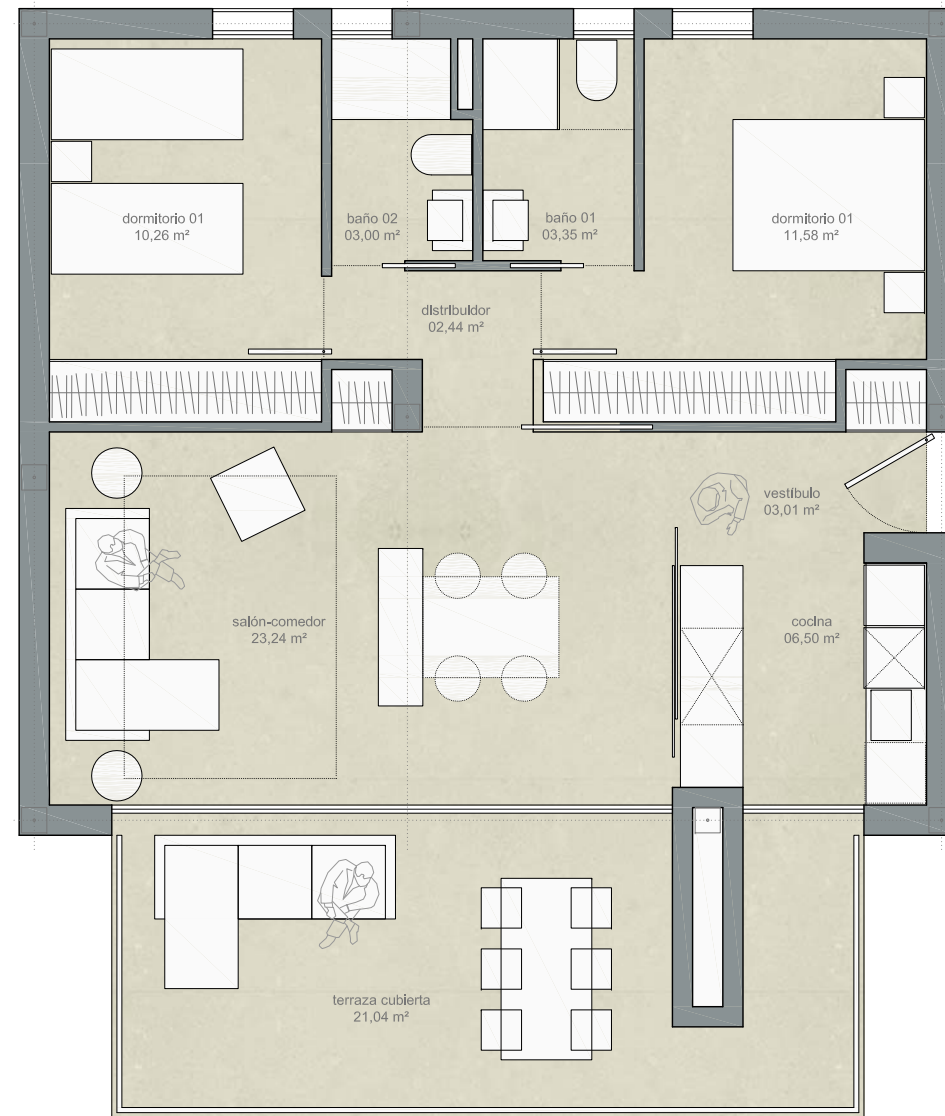 dormitorio 01
10,26 m²
baño 02
03,00 m²
baño 01
03,35 m²
dormitorio 01
11,58 m²
distribuidor
02,44 m²
vestíbulo
03,01 m²
salón-comedor
23,24 m²
cocina
06,50 m²
terraza cubierta
21,04 m²